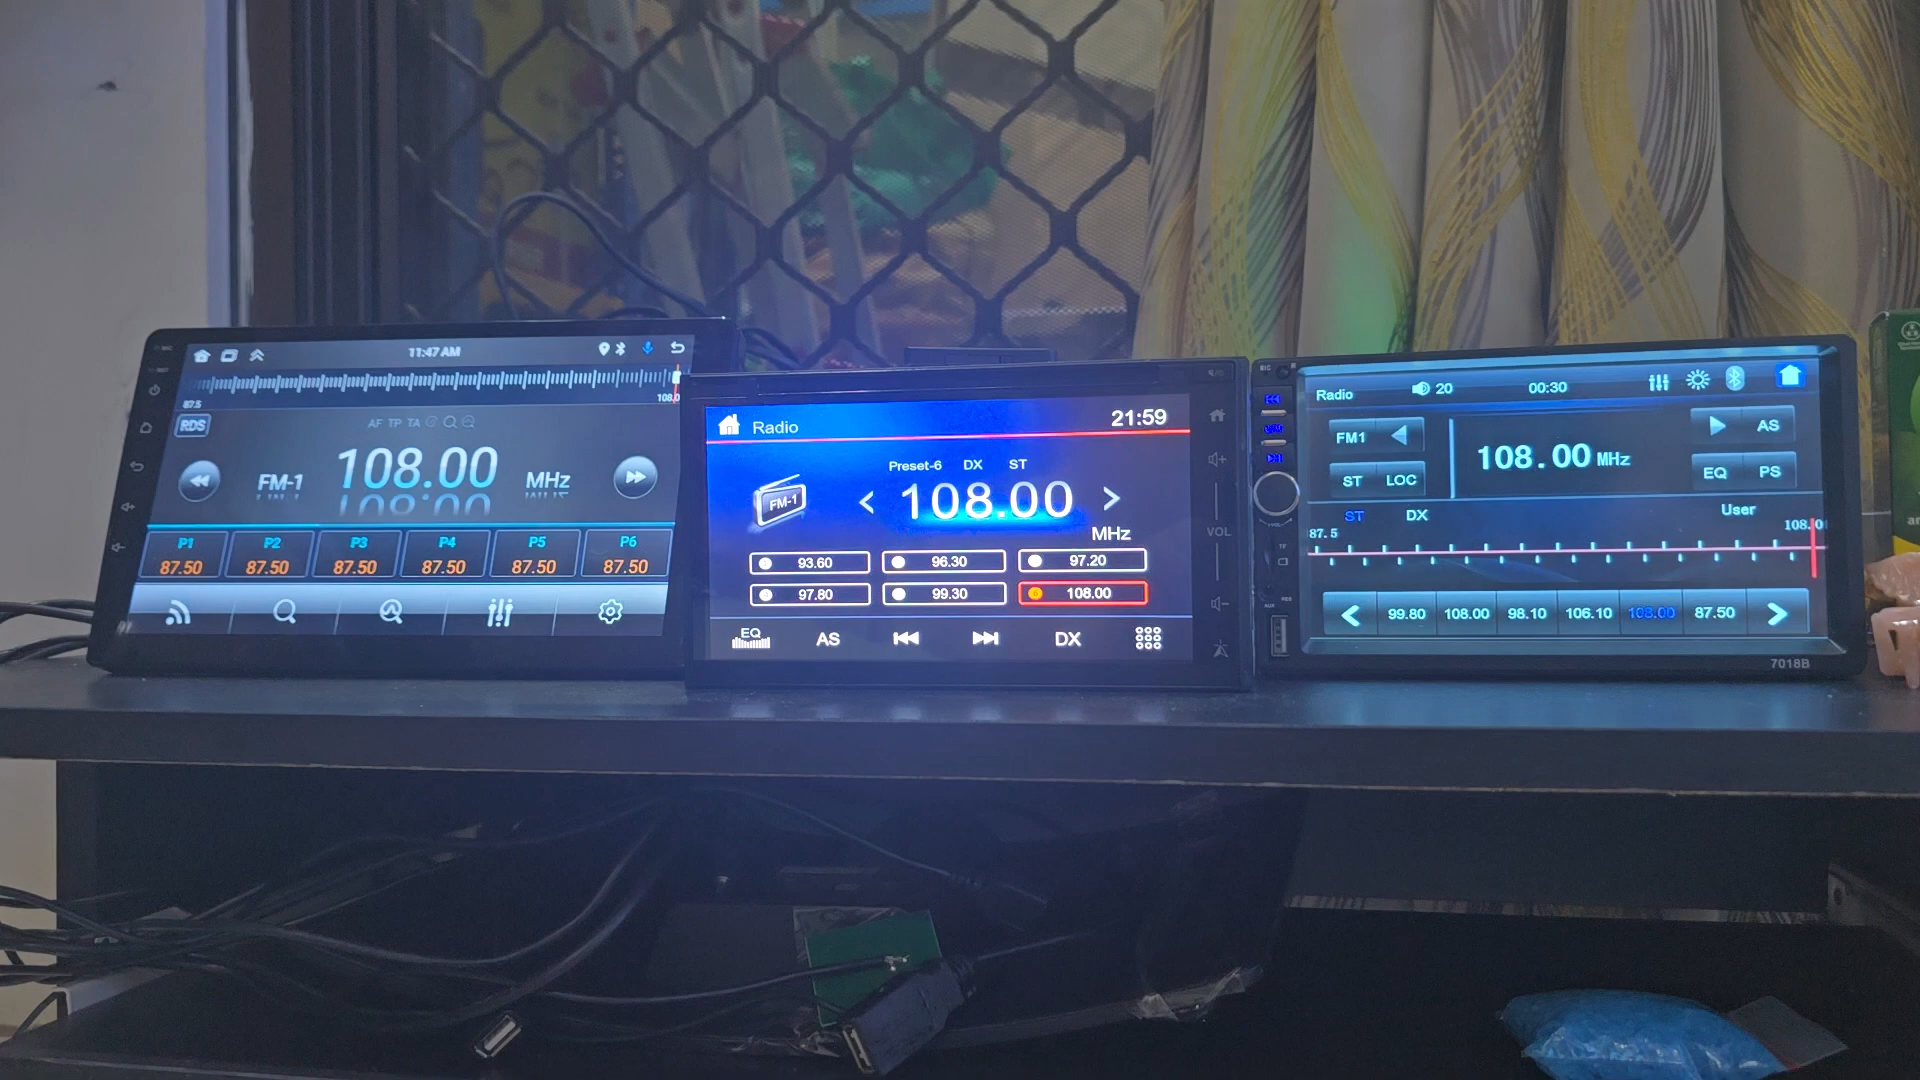 11:47 AM
87.5
108.0
RDS
AF TP TA
FM-1
108.00
MHz
P1
P2
P3
P4
P5
P6
87.50
87.50
87.50
87.50
87.50
87.50
Radio
21:59
Preset-6 DX ST
FM-1
< 108.00 >
MHz
93.60
96.30
97.20
97.80
99.30
108.00
EQ
AS
DX
VOL
MIC
Radio
20
00:30
FM1
AS
108.00 MHz
ST
LOC
EQ
PS
ST
DX
User
87.5
108.0
99.80
108.00
98.10
106.10
108.00
87.50
7018B